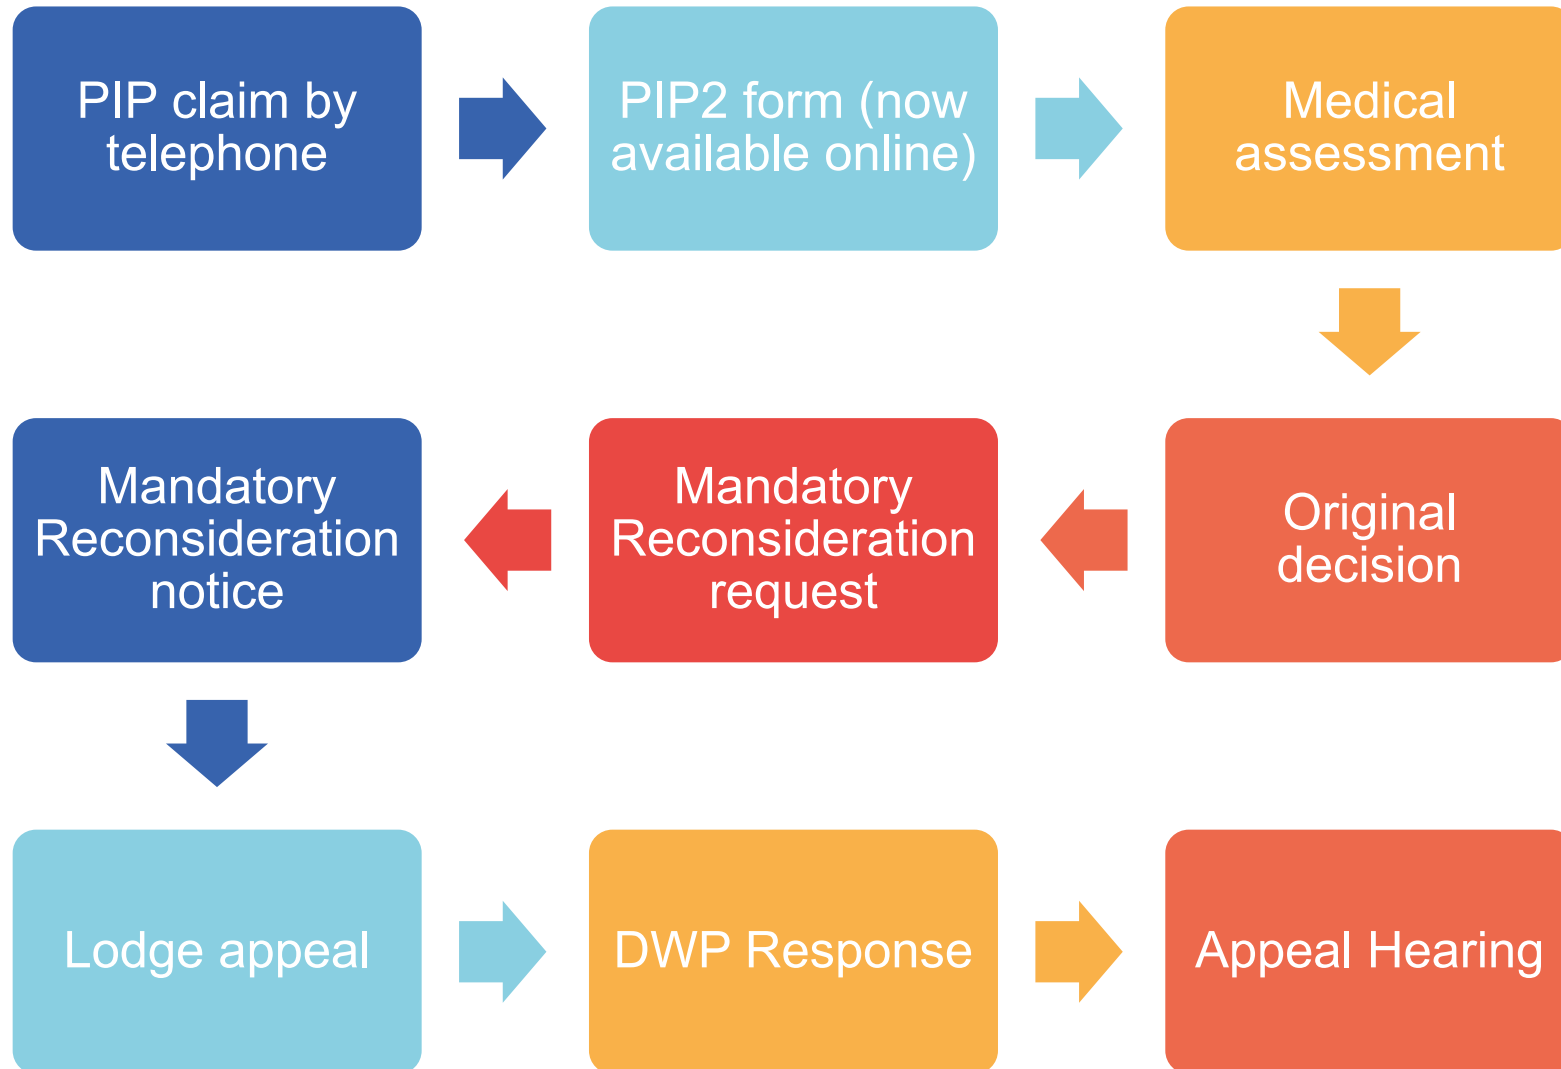 PIP claim by
telephone
PIP2 form (now
available online)
Medical
assessment
Original
decision
Mandatory
Reconsideration
request
Mandatory
Reconsideration
notice
Lodge appeal
DWP Response
Appeal Hearing